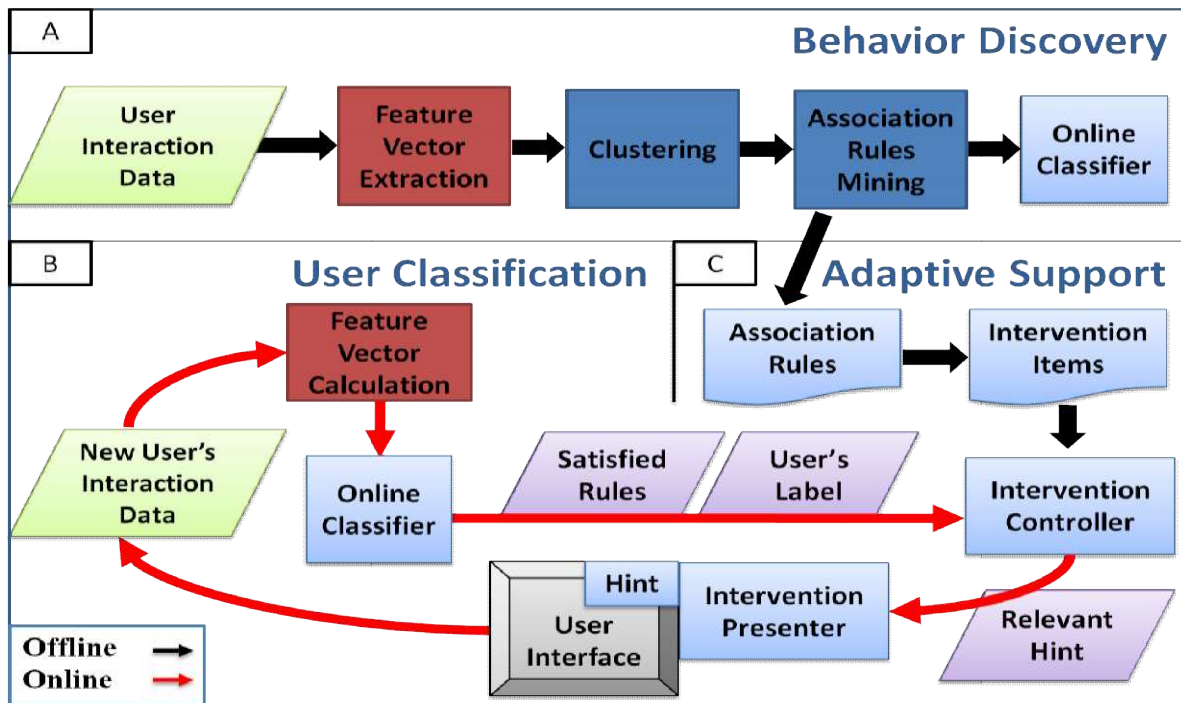 A
Behavior Discovery
User
Interaction
Data
Feature
Vector
Extraction
Clustering
Association
Rules
Mining
Online
Classifier
B
User Classification
C
Adaptive Support
Feature
Vector
Calculation
Association
Rules
Intervention
Items
New User's
Interaction
Data
Online
Classifier
Satisfied
Rules
User's
Label
Intervention
Controller
Hint
User
Interface
Intervention
Presenter
Relevant
Hint
Offline
Online